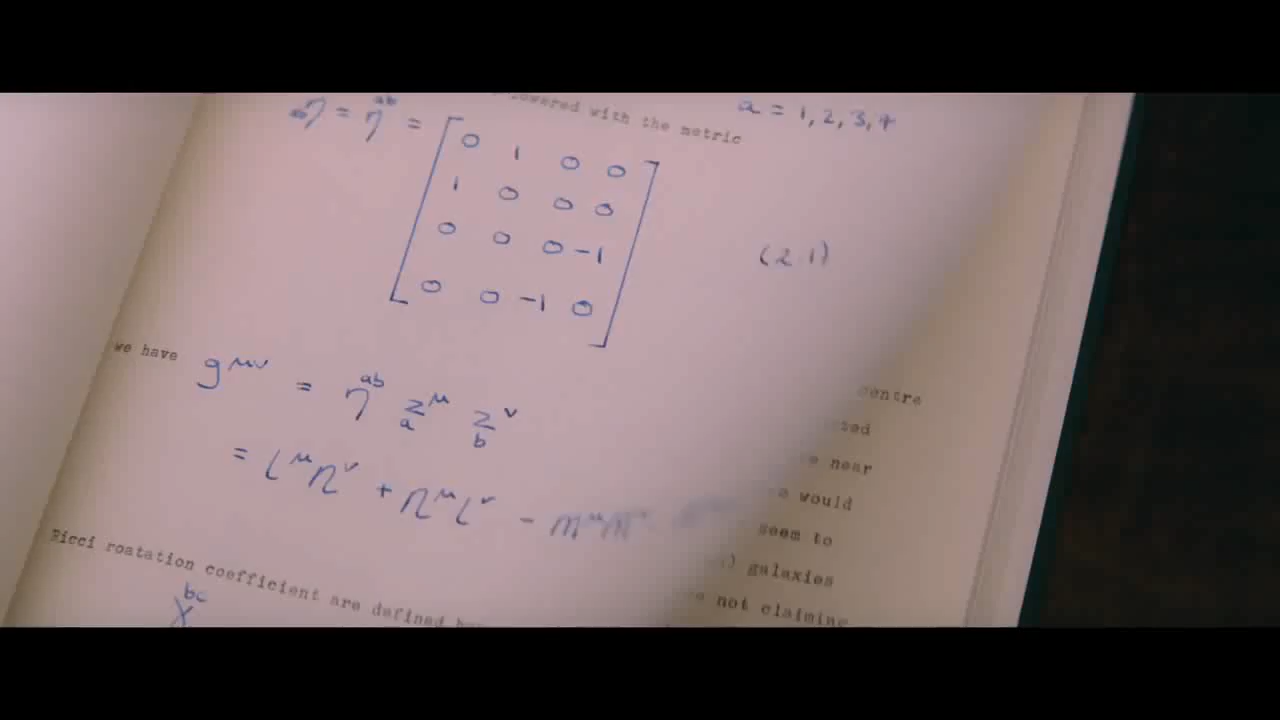 lowered with the metric a = 1, 2, 3, 4
η = η^{ab} = [0 1 0 0
1 0 0 0
0 0 0 -1
0 0 -1 0]
(2 1)
we have g^{μν} = η^{ab} z_a^μ z_b^ν
= l^μ n^ν + n^μ l^ν - m^μ m̄^ν
Ricci roatation coefficient are defined
γ^{bc}
centre
near
would
seem to
) galaxies
not claiming